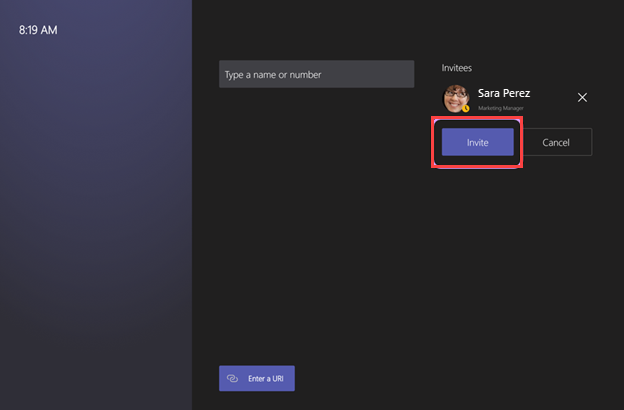 8:19 AM
Type a name or number
Invitees
Sara Perez
Marketing Manager
Invite
Cancel
Enter a URI